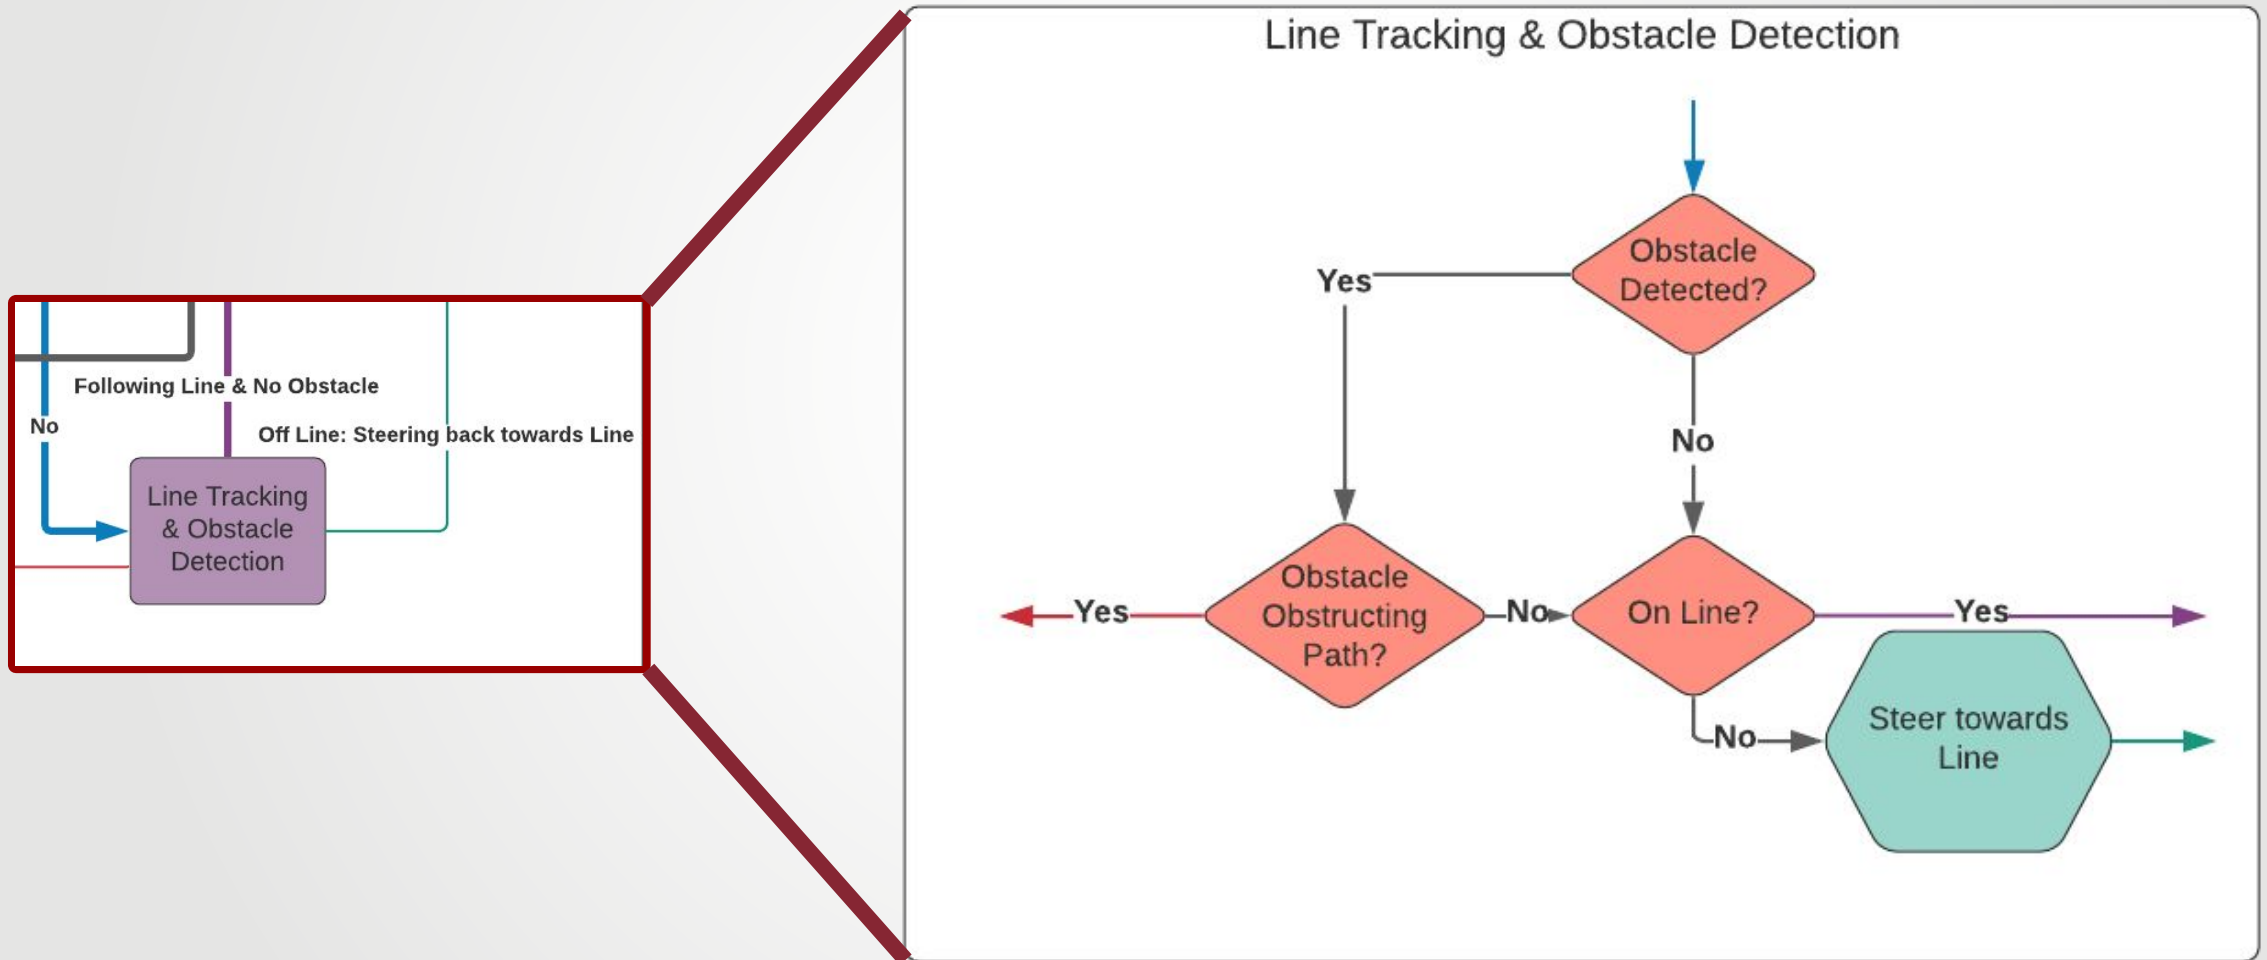 Line Tracking & Obstacle Detection
Following Line & No Obstacle
No
Off Line: Steering back towards Line
Line Tracking
& Obstacle
Detection
Obstacle
Detected?
Yes
No
Obstacle
Obstructing
Path?
Yes
No
On Line?
Yes
No
Steer towards
Line